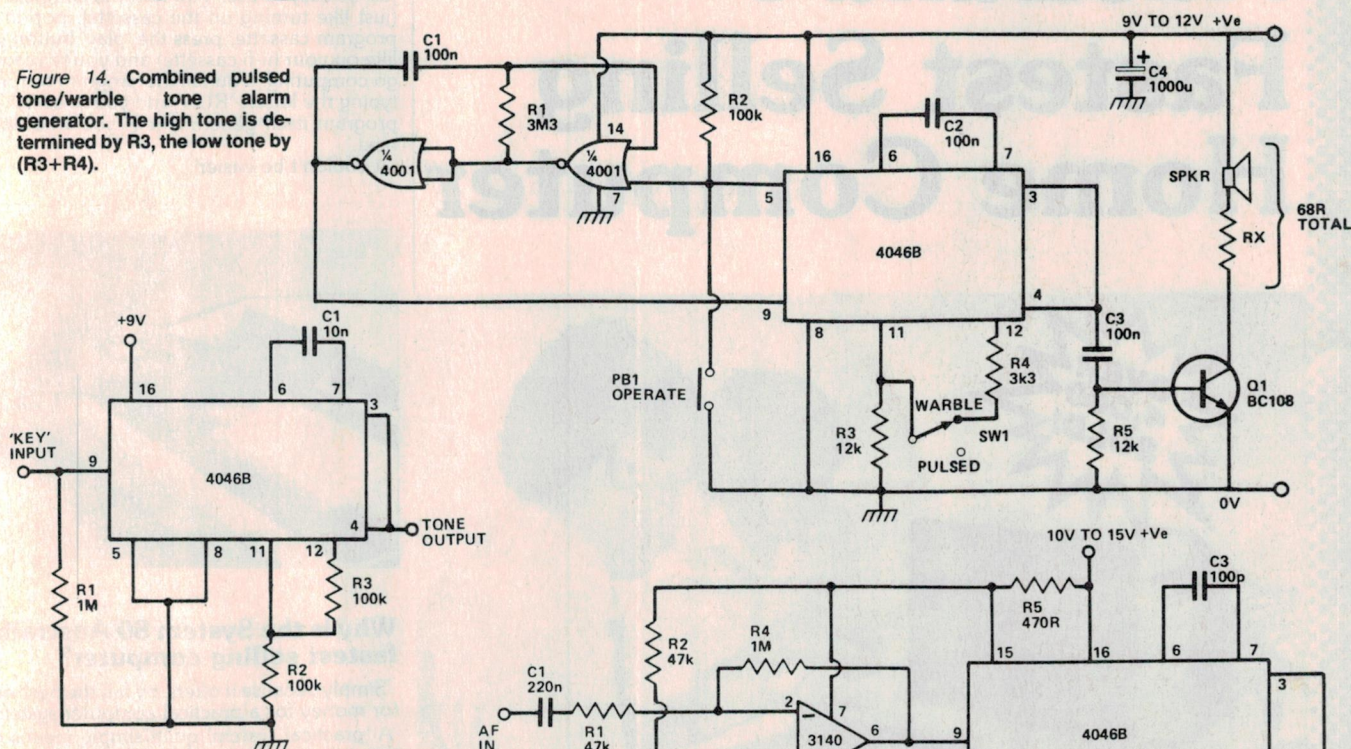 Figure 14. Combined pulsed
tone/warble tone alarm
generator. The high tone is de-
termined by R3, the low tone by
(R3+R4).
C1
100n
R1
3M3
¼
4001
14
¼
4001
7
R2
100k
9V TO 12V +Ve
+
C4
1000u
C2
100n
16
6
7
5
3
4046B
9
4
8
11
12
SPKR
RX
68R
TOTAL
C3
100n
Q1
BC108
R4
3k3
WARBLE
SW1
PULSED
R3
12k
R5
12k
PB1
OPERATE
0V
+9V
C1
10n
16
6
7
3
'KEY'
INPUT
9
4046B
4
TONE
OUTPUT
5
8
11
12
R1
1M
R3
100k
R2
100k
10V TO 15V +Ve
C3
100p
R5
470R
R2
47k
R4
1M
15
16
6
7
3
C1
220n
AF
IN
R1
47k
2
–
7
3140
6
9
4046B